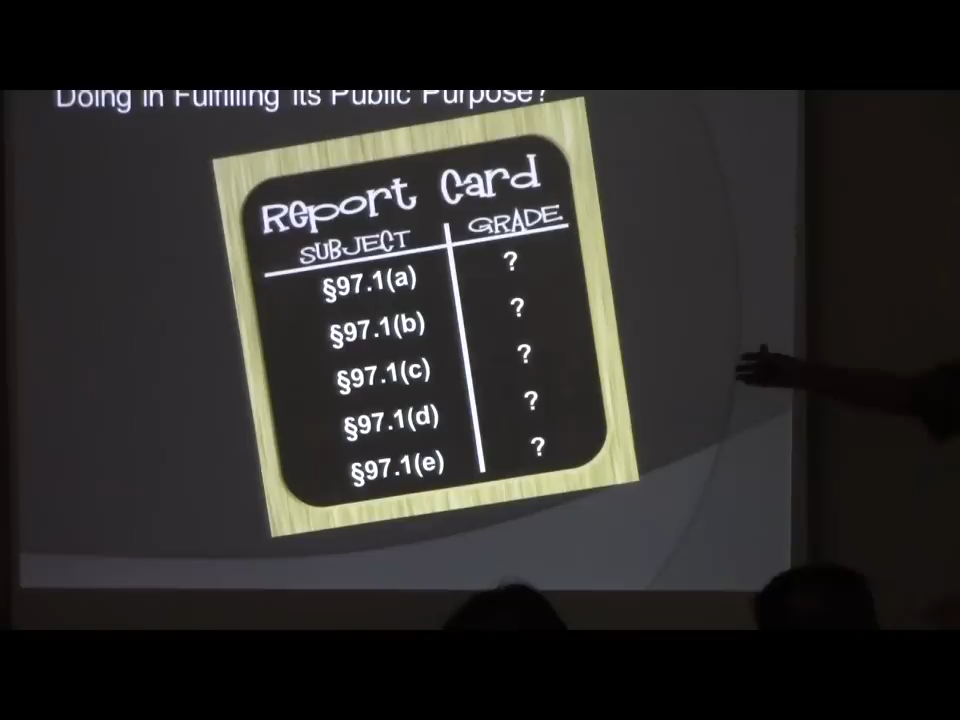 Doing in Fulfilling Its Public Purpose?
Report Card
SUBJECT GRADE
§97.1(a) ?
§97.1(b) ?
§97.1(c) ?
§97.1(d) ?
§97.1(e) ?